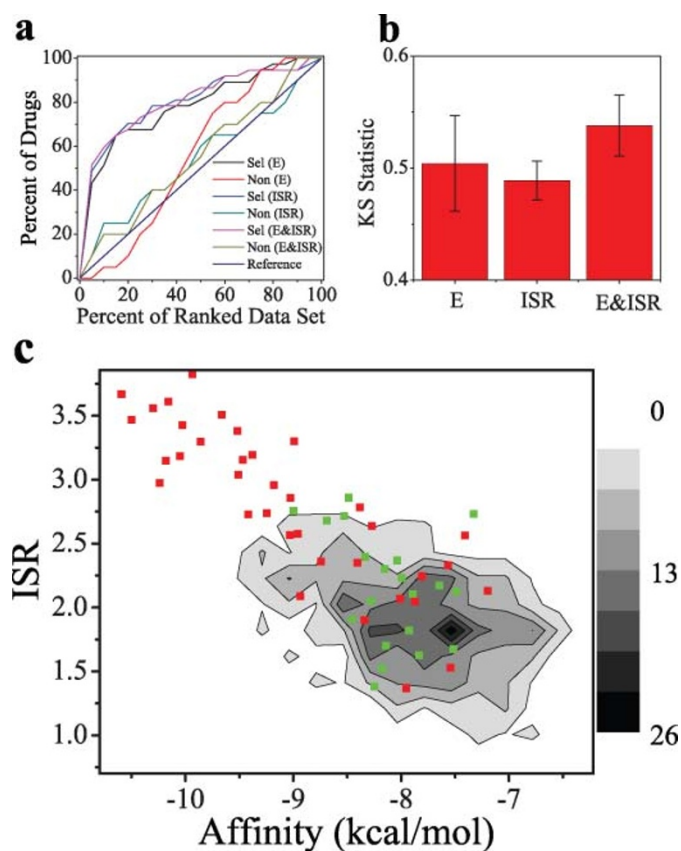 a
100
80
60
40
20
0
Percent of Drugs
Sel (E)
Non (E)
Sel (ISR)
Non (ISR)
Sel (E&ISR)
Non (E&ISR)
Reference
0 20 40 60 80 100
Percent of Ranked Data Set
b
0.6
0.5
0.4
KS Statistic
E ISR E&ISR
c
3.5
3.0
2.5
2.0
1.5
1.0
ISR
-10 -9 -8 -7
Affinity (kcal/mol)
0
13
26